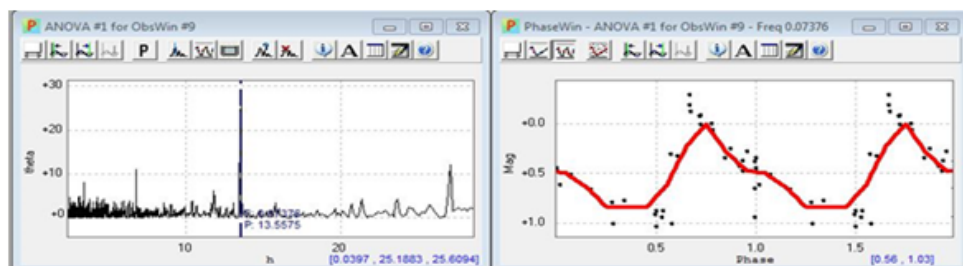 ANOVA #1 for ObsWin #9
P
A
+30
+20
+10
+0
theta
P: 13.5575
10
20
h
[0.0397 , 25.1883 , 25.6094]
PhaseWin - ANOVA #1 for ObsWin #9 - Freq 0.07376
A
+0.0
+0.5
+1.0
Mag
0.5
1.0
1.5
Phase
[0.56 , 1.03]